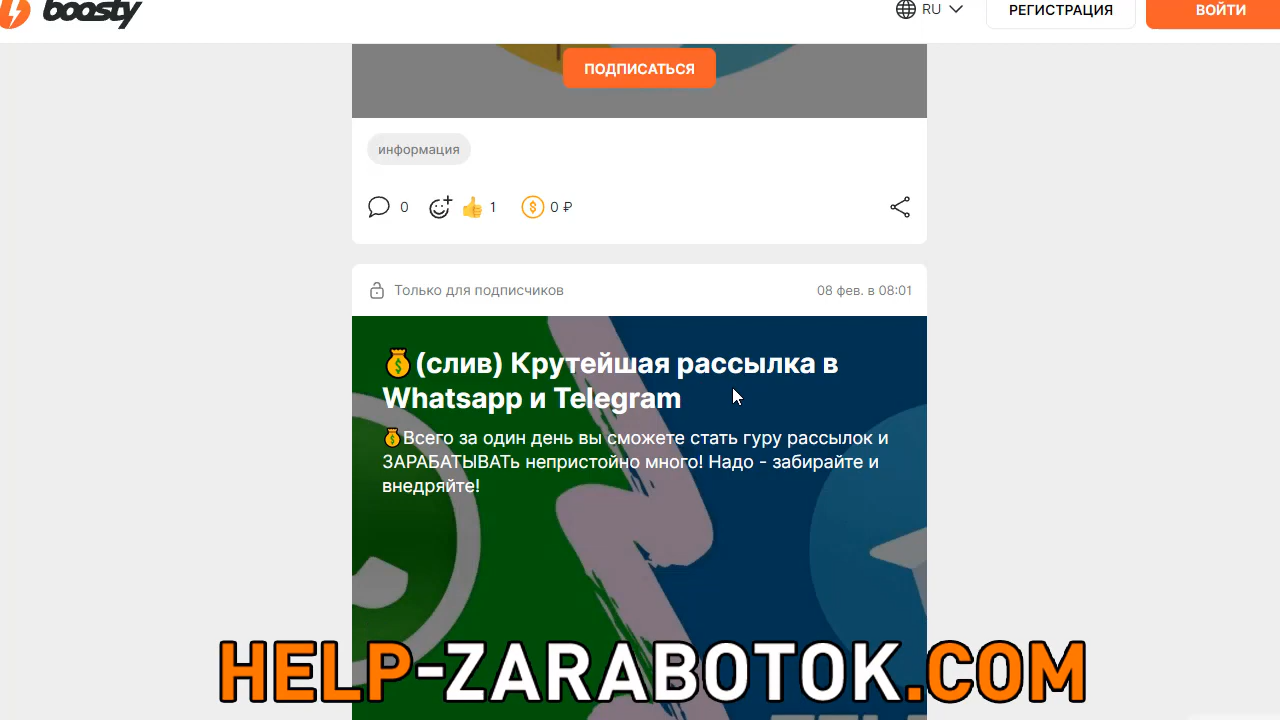 boosty
RU
РЕГИСТРАЦИЯ
ВОЙТИ
ПОДПИСАТЬСЯ
информация
0
1
0 ₽
Только для подписчиков
08 фев. в 08:01
💰(слив) Крутейшая рассылка в
Whatsapp и Telegram
💰Всего за один день вы сможете стать гуру рассылок и
ЗАРАБАТЫВАТЬ непристойно много! Надо - забирайте и
внедряйте!
HELP-ZARABOTOK.COM